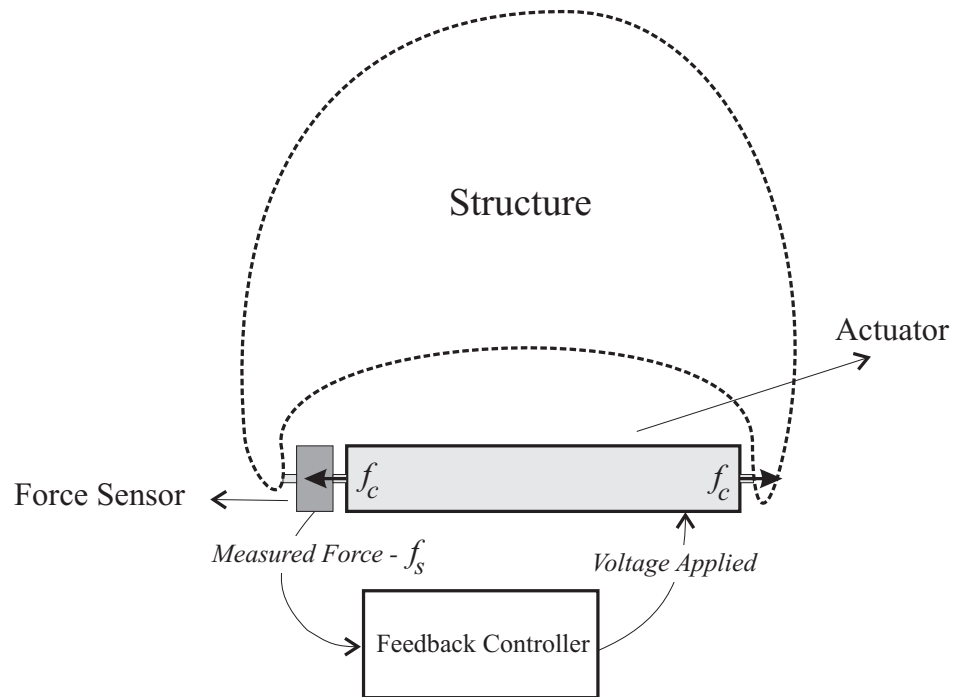 Structure
Actuator
f_c
f_c
Force Sensor
Measured Force - f_s
Voltage Applied
Feedback Controller